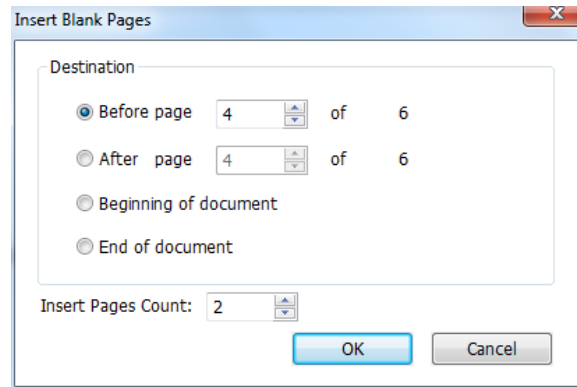 Insert Blank Pages
Destination
Before page 4 of 6
After page 4 of 6
Beginning of document
End of document
Insert Pages Count: 2
OK Cancel